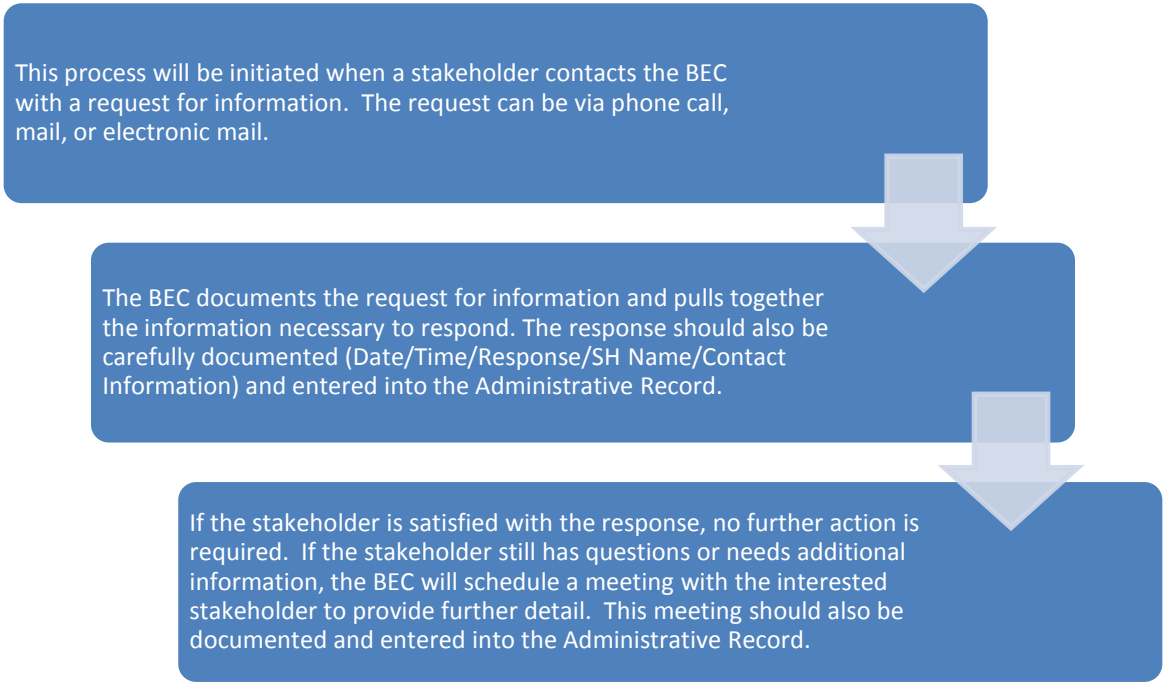 This process will be initiated when a stakeholder contacts the BEC
with a request for information.  The request can be via phone call,
mail, or electronic mail.
The BEC documents the request for information and pulls together
the information necessary to respond. The response should also be
carefully documented (Date/Time/Response/SH Name/Contact
Information) and entered into the Administrative Record.
If the stakeholder is satisfied with the response, no further action is
required.  If the stakeholder still has questions or needs additional
information, the BEC will schedule a meeting with the interested
stakeholder to provide further detail.  This meeting should also be
documented and entered into the Administrative Record.